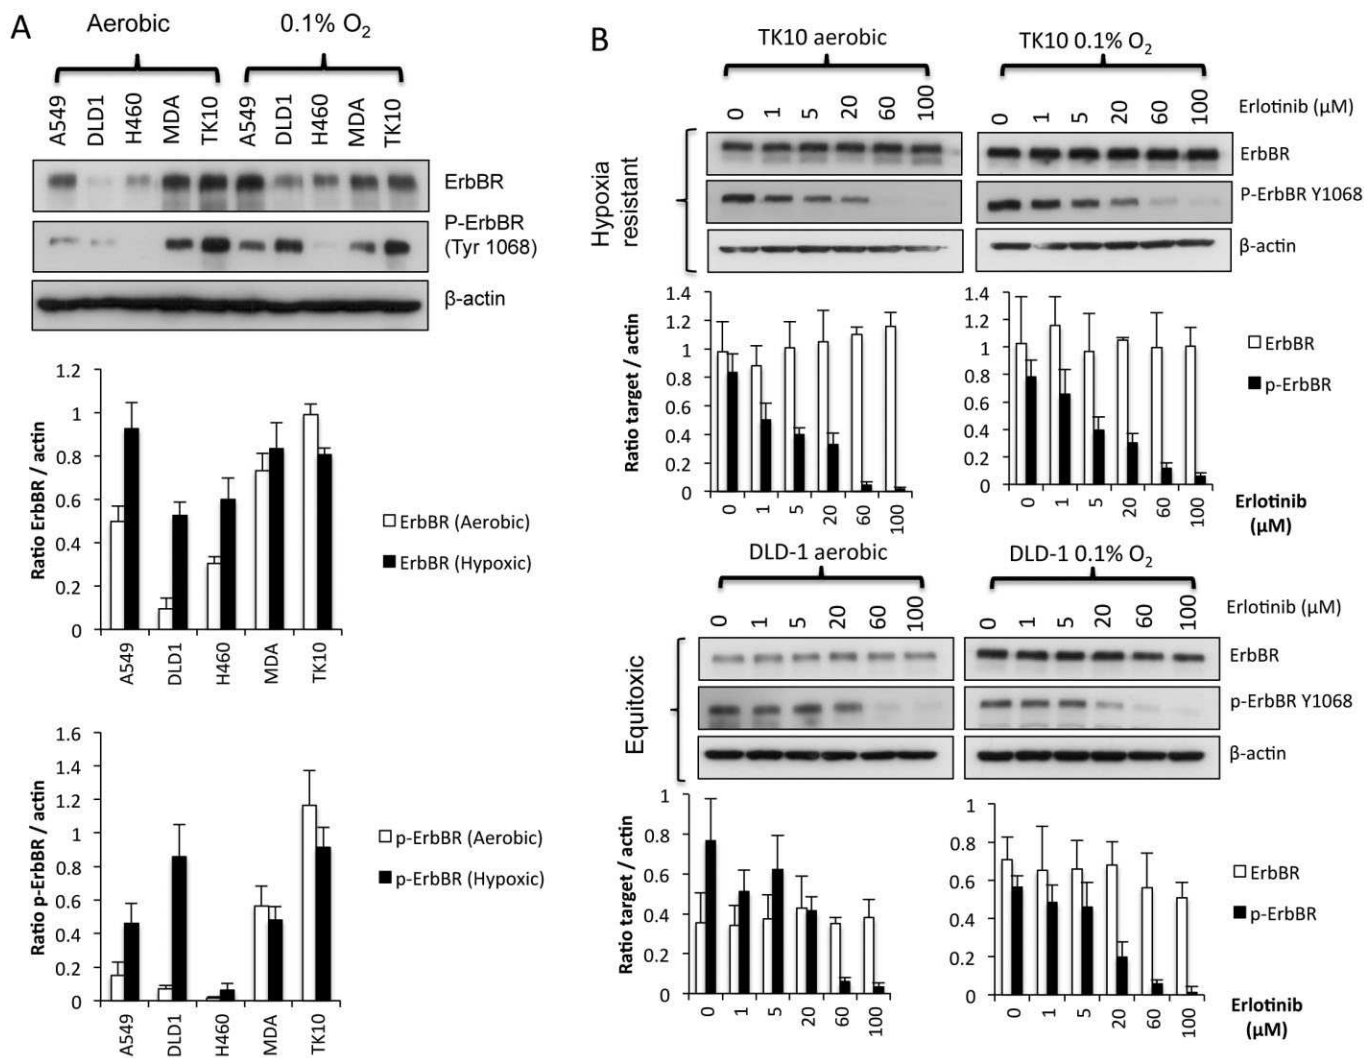 A
Aerobic 0.1% O₂
A549 DLD1 H460 MDA TK10 A549 DLD1 H460 MDA TK10
ErbBR
P-ErbBR
(Tyr 1068)
β-actin
Ratio ErbBR / actin
1.2
1
0.8
0.6
0.4
0.2
0
A549 DLD1 H460 MDA TK10
ErbBR (Aerobic)
ErbBR (Hypoxic)
Ratio p-ErbBR / actin
1.6
1.4
1.2
1
0.8
0.6
0.4
0.2
0
A549 DLD1 H460 MDA TK10
p-ErbBR (Aerobic)
p-ErbBR (Hypoxic)
B
TK10 aerobic TK10 0.1% O₂
0 1 5 20 60 100 0 1 5 20 60 100 Erlotinib (μM)
Hypoxia
resistant
ErbBR
P-ErbBR Y1068
β-actin
Ratio target / actin
1.4
1.2
1
0.8
0.6
0.4
0.2
0
0 1 5 20 60 100
1.4
1.2
1
0.8
0.6
0.4
0.2
0
0 1 5 20 60 100
ErbBR
p-ErbBR
Erlotinib
(μM)
DLD-1 aerobic DLD-1 0.1% O₂
0 1 5 20 60 100 0 1 5 20 60 100 Erlotinib (μM)
Equitoxic
ErbBR
p-ErbBR Y1068
β-actin
Ratio target / actin
1
0.8
0.6
0.4
0.2
0
0 1 5 20 60 100
1
0.8
0.6
0.4
0.2
0
0 1 5 20 60 100
ErbBR
p-ErbBR
Erlotinib
(μM)